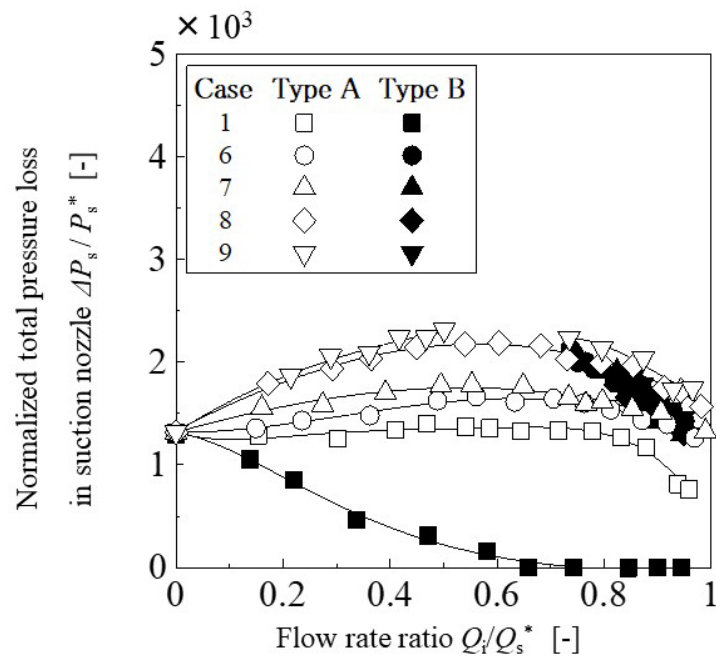 × 10³
5
4
3
2
1
0
Normalized total pressure loss
in suction nozzle ΔPₛ / Pₛ* [-]
Case Type A Type B
1
6
7
8
9
0 0.2 0.4 0.6 0.8 1
Flow rate ratio Qᵢ/Qₛ* [-]